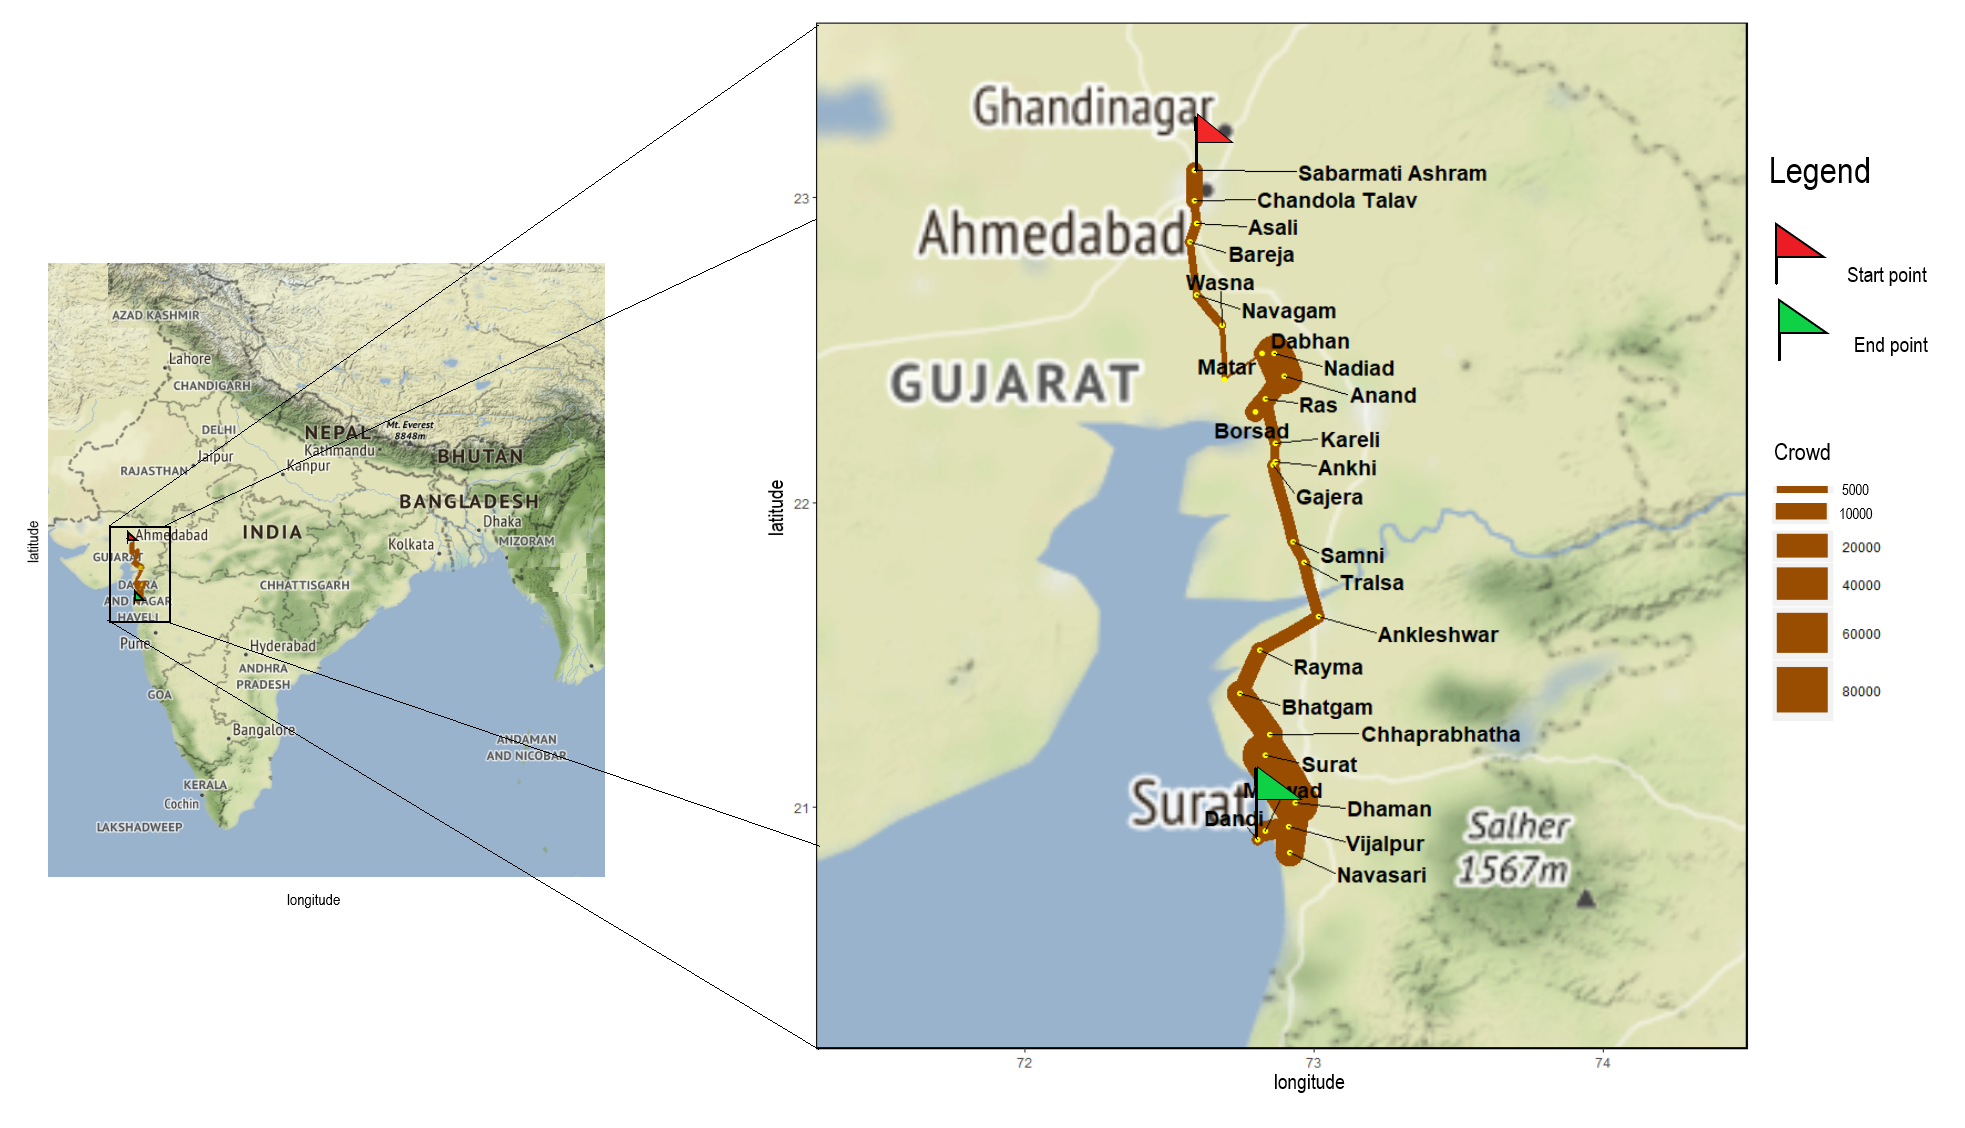 AZAD KASHMIR
Lahore
CHANDIGARH
DELHI
Jaipur
RAJASTHAN
NEPAL
Kathmandu
Mt. Everest
8848m
Kanpur
BHUTAN
BANGLADESH
Dhaka
MIZORAM
INDIA
Kolkata
Ahmedabad
GUJARAT
CHHATTISGARH
DADRA
AND NAGAR
HAVELI
Pune
Hyderabad
ANDHRA
PRADESH
GOA
Bangalore
ANDAMAN
AND NICOBAR
KERALA
Cochin
LAKSHADWEEP
latitude
longitude
Ghandinagar
Sabarmati Ashram
Chandola Talav
Ahmedabad
Asali
Bareja
Wasna
Navagam
Dabhan
Matar
Nadiad
GUJARAT
Anand
Ras
Borsad
Kareli
Ankhi
Gajera
Samni
Tralsa
Ankleshwar
Rayma
Bhatgam
Chhaprabhatha
Surat
Surat
Dhaman
Dandi
Vijalpur
Navasari
Salher
1567m
23
22
21
latitude
72
73
74
longitude
Legend
Start point
End point
Crowd
5000
10000
20000
40000
60000
80000